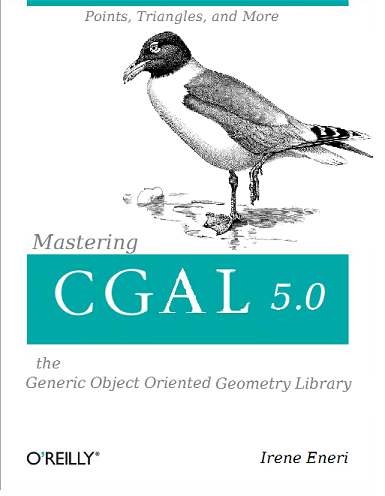 Points, Triangles, and More
Mastering
CGAL 5.0
the
Generic Object Oriented Geometry Library
O'REILLY®
Irene Eneri